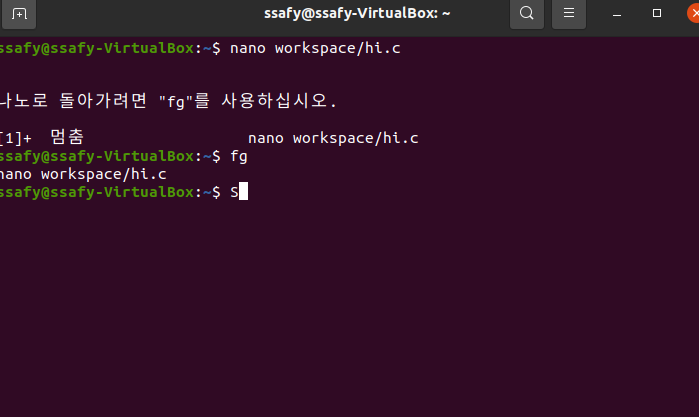 ssafy@ssafy-VirtualBox: ~
ssafy@ssafy-VirtualBox:~$ nano workspace/hi.c
나노로 돌아가려면 "fg"를 사용하십시오.
[1]+ 멈춤 nano workspace/hi.c
ssafy@ssafy-VirtualBox:~$ fg
nano workspace/hi.c
ssafy@ssafy-VirtualBox:~$ S